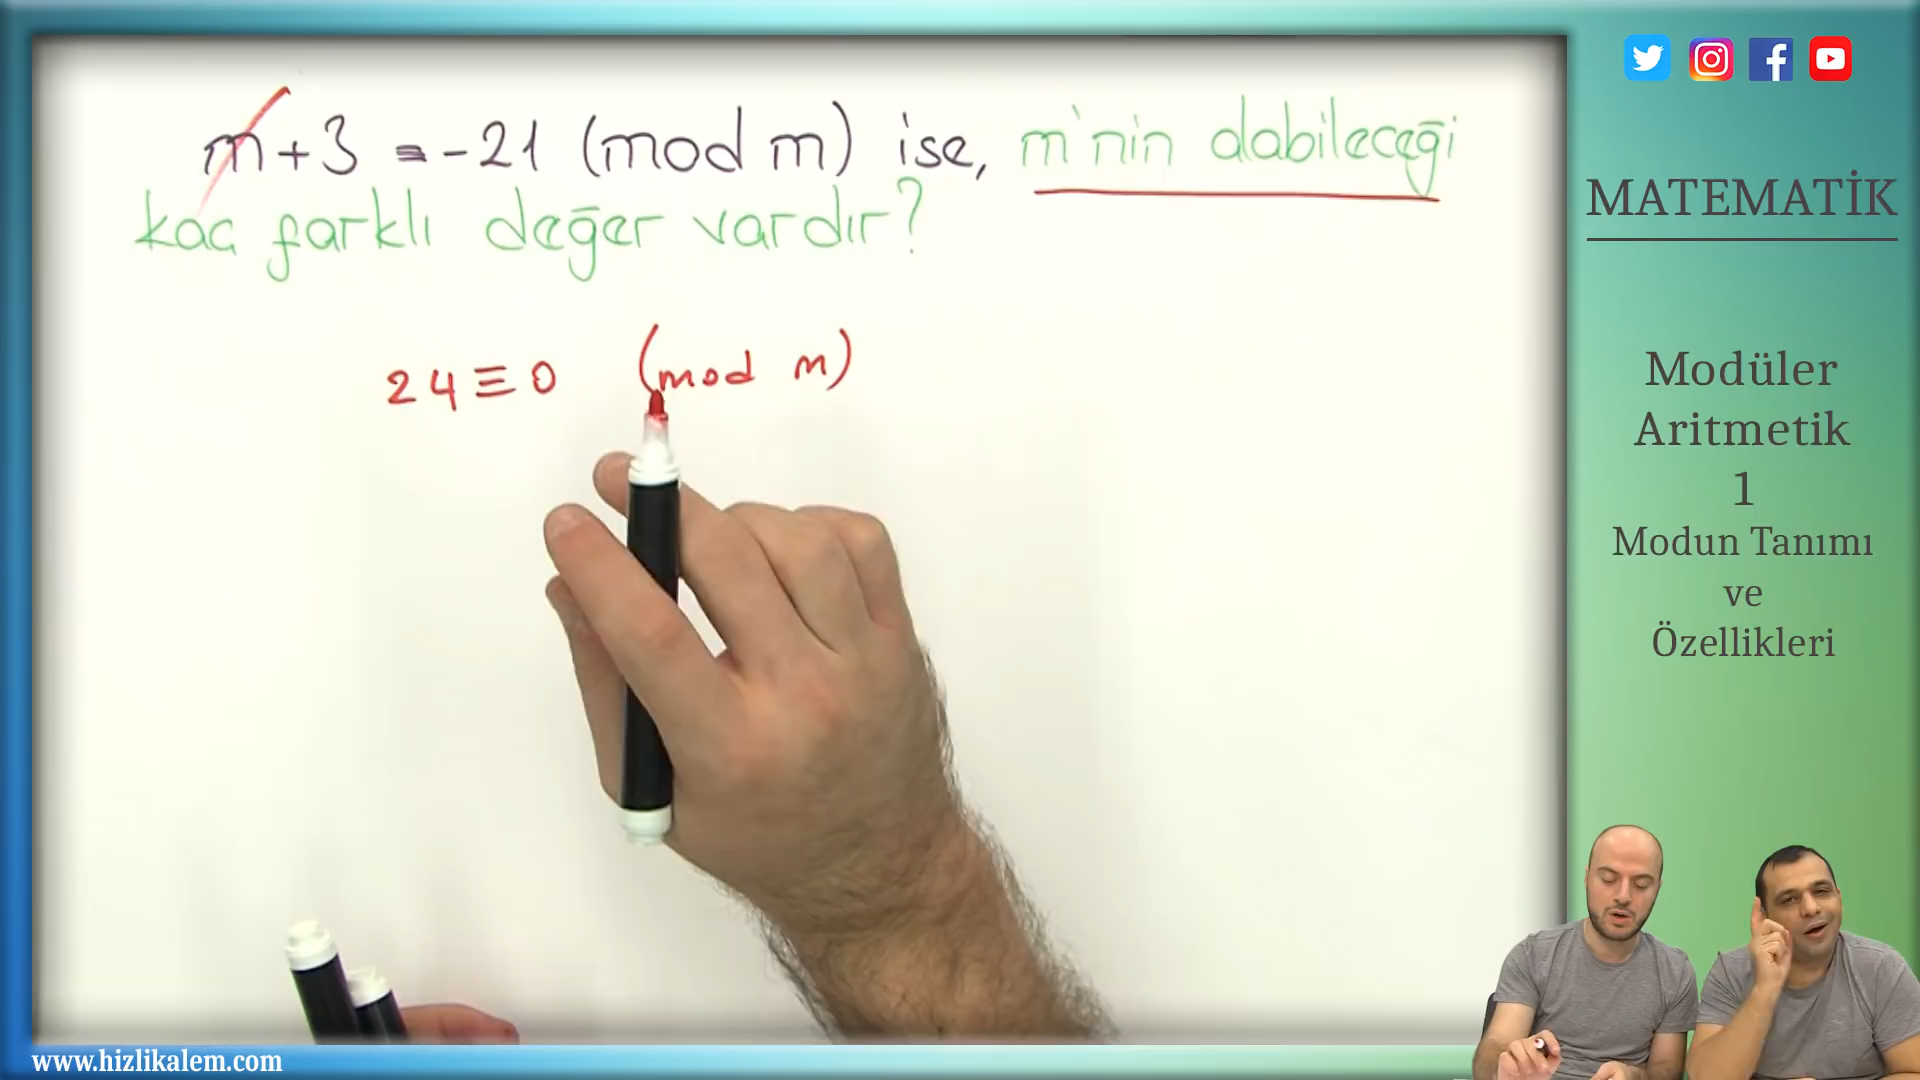 m+3 = -21 (mod m) ise, m'nin alabileceği
kaç farklı değer vardır?
24≡0 (mod m)
MATEMATİK
Modüler
Aritmetik
1
Modun Tanımı
ve
Özellikleri
www.hizlikalem.com